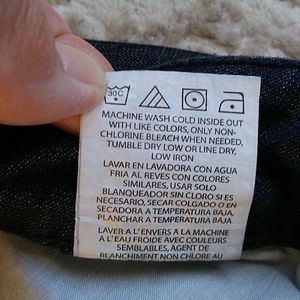 30C
MACHINE WASH COLD INSIDE OUT
WITH LIKE COLORS, ONLY NON-
CHLORINE BLEACH WHEN NEEDED,
TUMBLE DRY LOW OR LINE DRY,
LOW IRON
LAVAR EN LAVADORA CON AGUA
FRIA AL REVES CON COLORES
SIMILARES, USAR SOLO
BLANQUEADOR SIN CLORO SI ES
NECESARIO, SECAR COLGADO O EN
SECADORA A TEMPERATURA BAJA,
PLANCHAR A TEMPERATURA BAJA
LAVER A L'ENVERS A LA MACHINE
A L'EAU FROIDE AVEC COULEURS
SEMBLABLES, AGENT DE
BLANCHIMENT NON CHLORE AU